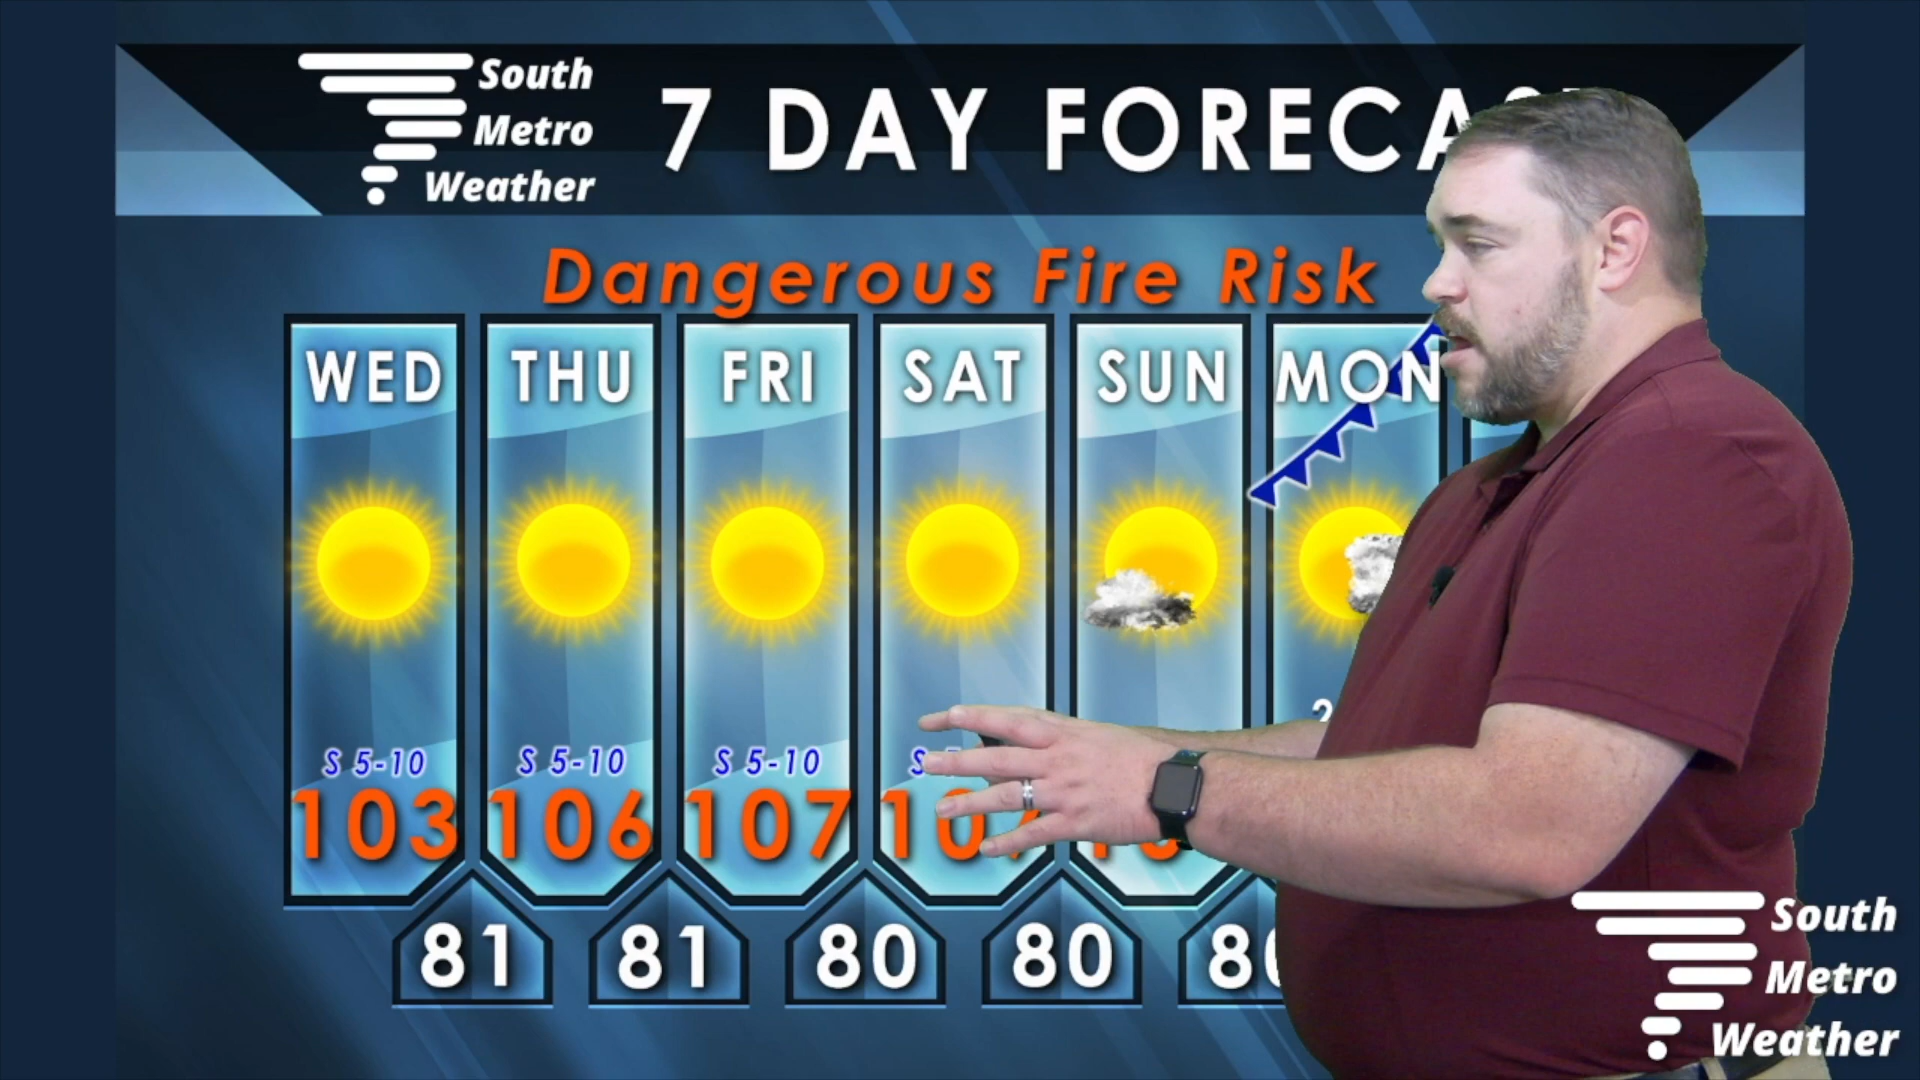 South
Metro
Weather
7 DAY FORECAST
Dangerous Fire Risk
WED THU FRI SAT SUN MON
S 5-10 S 5-10 S 5-10
103 106 107
81 81 80 80
South
Metro
Weather